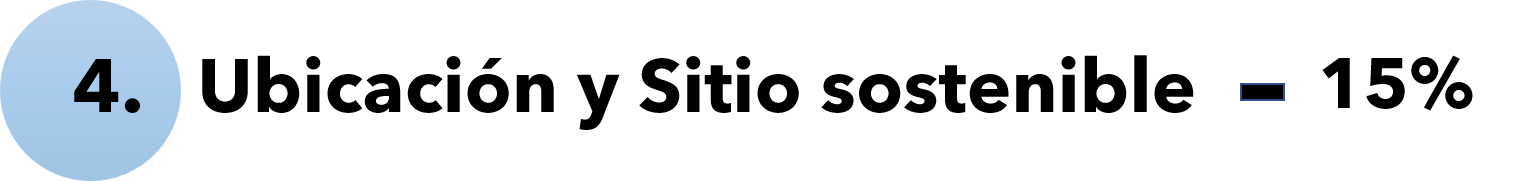 4. Ubicación y Sitio sostenible - 15%